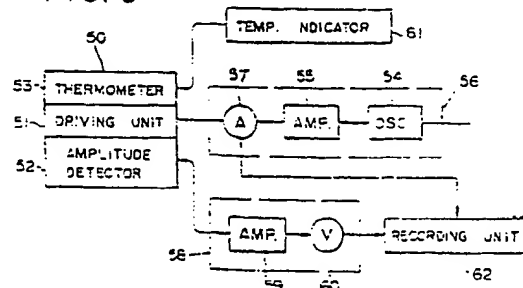 50
TEMP. INDICATOR
61
53
THERMOMETER
57
55
54
56
51
DRIVING UNIT
A
AMP.
OSC
52
AMPLITUDE
DETECTOR
58
AMP.
V
RECORDING UNIT
59
60
62